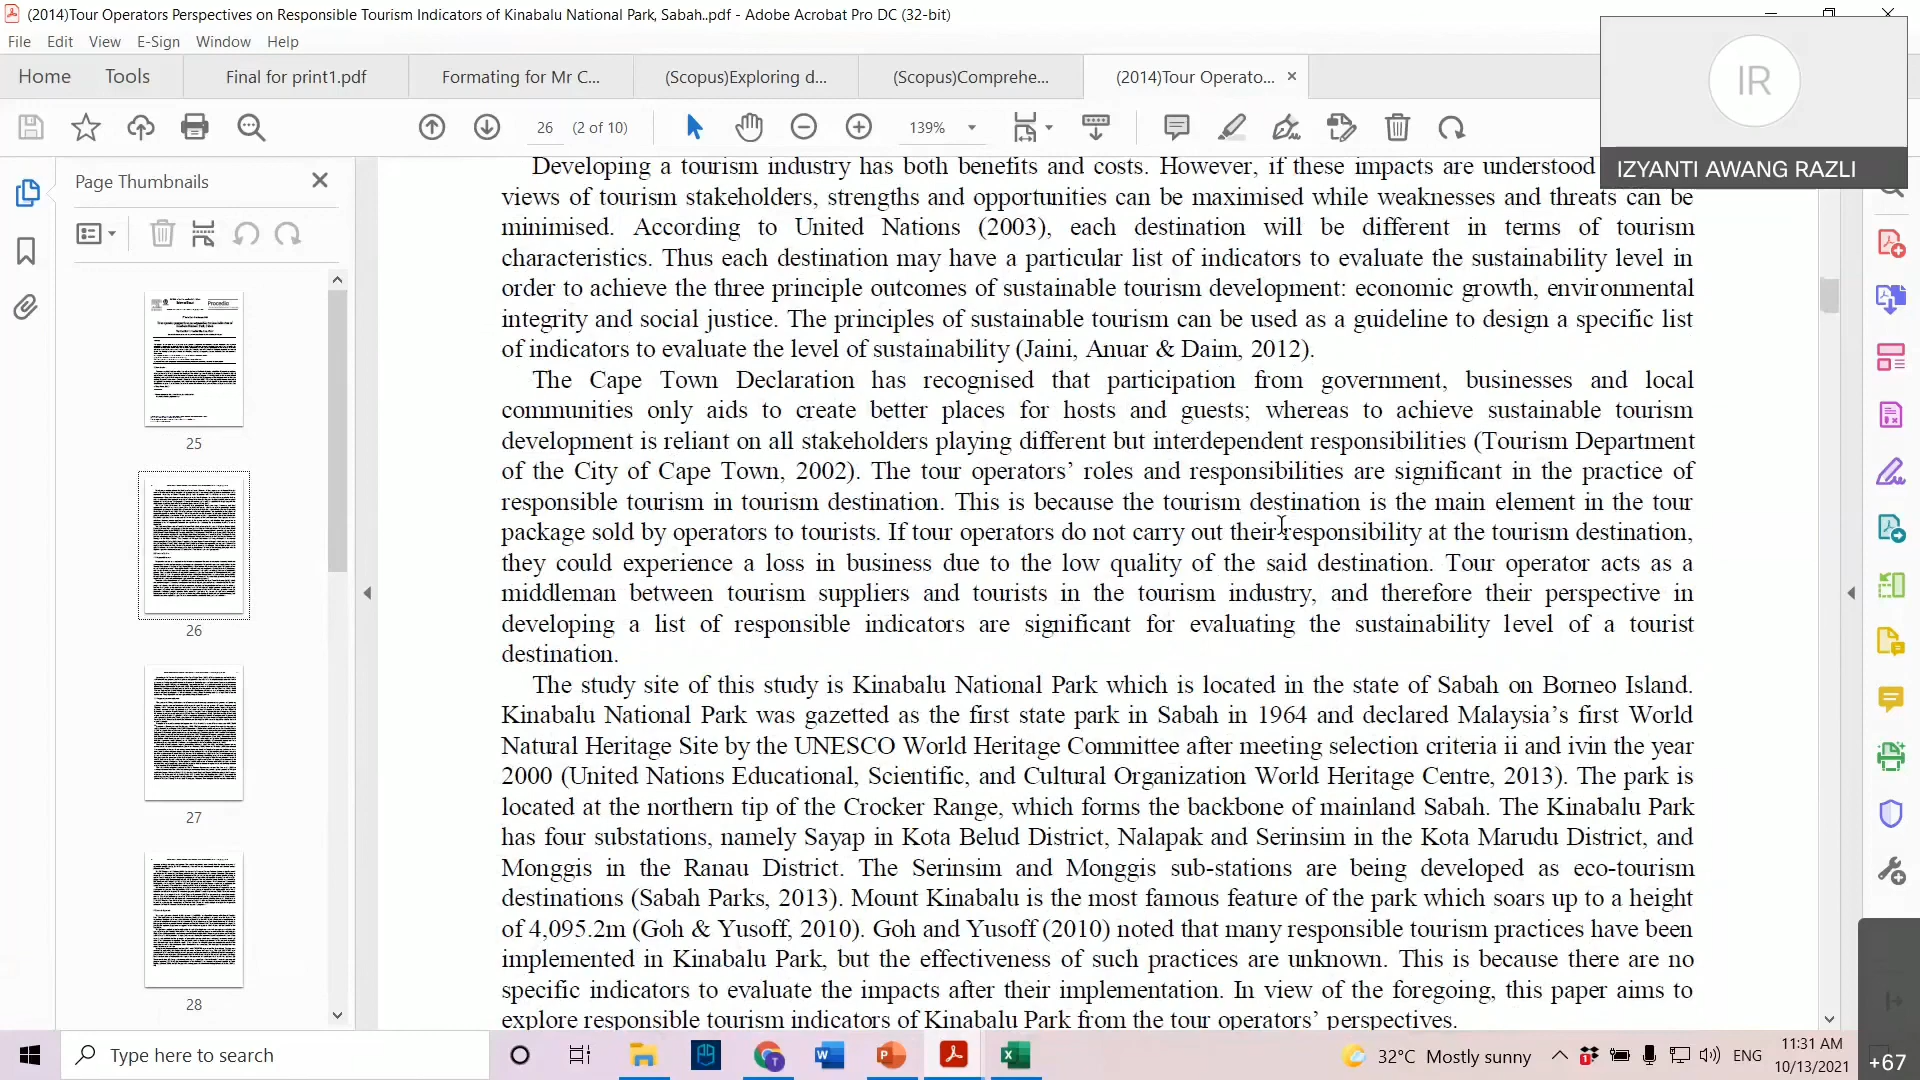 (2014)Tour Operators Perspectives on Responsible Tourism Indicators of Kinabalu National Park, Sabah..pdf - Adobe Acrobat Pro DC (32-bit)
File Edit View E-Sign Window Help
Home Tools Final for print1.pdf Formating for Mr C... (Scopus)Exploring d... (Scopus)Comprehe... (2014)Tour Operato...
26 (2 of 10) 139%
IR
IZYANTI AWANG RAZLI
Page Thumbnails
25
26
27
28
Developing a tourism industry has both benefits and costs. However, if these impacts are understood
views of tourism stakeholders, strengths and opportunities can be maximised while weaknesses and threats can be
minimised. According to United Nations (2003), each destination will be different in terms of tourism
characteristics. Thus each destination may have a particular list of indicators to evaluate the sustainability level in
order to achieve the three principle outcomes of sustainable tourism development: economic growth, environmental
integrity and social justice. The principles of sustainable tourism can be used as a guideline to design a specific list
of indicators to evaluate the level of sustainability (Jaini, Anuar & Daim, 2012).
The Cape Town Declaration has recognised that participation from government, businesses and local
communities only aids to create better places for hosts and guests; whereas to achieve sustainable tourism
development is reliant on all stakeholders playing different but interdependent responsibilities (Tourism Department
of the City of Cape Town, 2002). The tour operators’ roles and responsibilities are significant in the practice of
responsible tourism in tourism destination. This is because the tourism destination is the main element in the tour
package sold by operators to tourists. If tour operators do not carry out their responsibility at the tourism destination,
they could experience a loss in business due to the low quality of the said destination. Tour operator acts as a
middleman between tourism suppliers and tourists in the tourism industry, and therefore their perspective in
developing a list of responsible indicators are significant for evaluating the sustainability level of a tourist
destination.
The study site of this study is Kinabalu National Park which is located in the state of Sabah on Borneo Island.
Kinabalu National Park was gazetted as the first state park in Sabah in 1964 and declared Malaysia’s first World
Natural Heritage Site by the UNESCO World Heritage Committee after meeting selection criteria ii and ivin the year
2000 (United Nations Educational, Scientific, and Cultural Organization World Heritage Centre, 2013). The park is
located at the northern tip of the Crocker Range, which forms the backbone of mainland Sabah. The Kinabalu Park
has four substations, namely Sayap in Kota Belud District, Nalapak and Serinsim in the Kota Marudu District, and
Monggis in the Ranau District. The Serinsim and Monggis sub-stations are being developed as eco-tourism
destinations (Sabah Parks, 2013). Mount Kinabalu is the most famous feature of the park which soars up to a height
of 4,095.2m (Goh & Yusoff, 2010). Goh and Yusoff (2010) noted that many responsible tourism practices have been
implemented in Kinabalu Park, but the effectiveness of such practices are unknown. This is because there are no
specific indicators to evaluate the impacts after their implementation. In view of the foregoing, this paper aims to
explore responsible tourism indicators of Kinabalu Park from the tour operators’ perspectives.
Type here to search
32°C Mostly sunny
ENG
11:31 AM
10/13/2021
+67